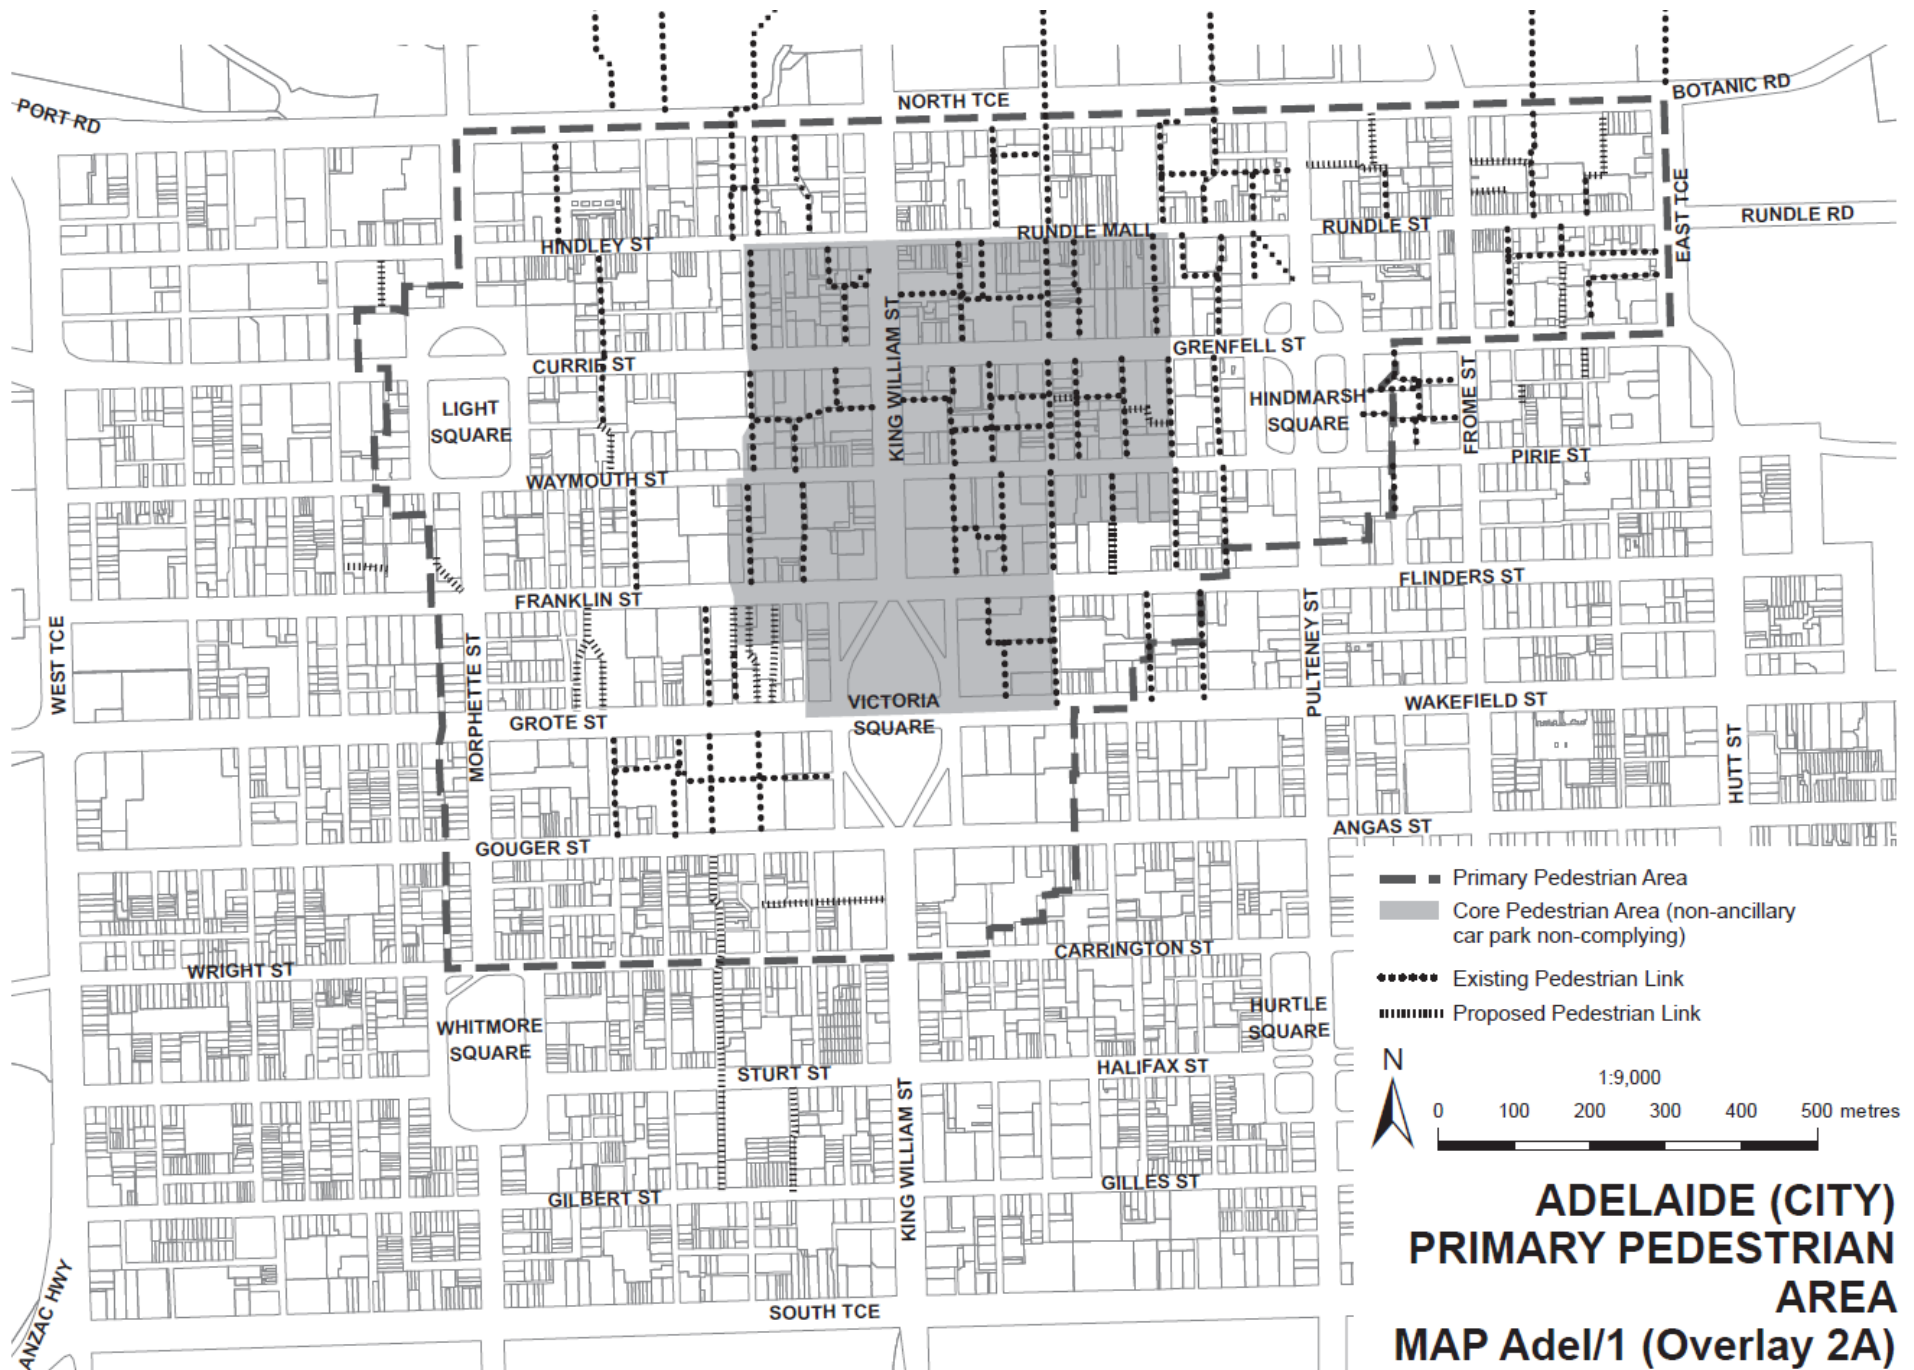 PORT RD
NORTH TCE
BOTANIC RD
EAST TCE
RUNDLE RD
HINDLEY ST
RUNDLE MALL
RUNDLE ST
KING WILLIAM ST
CURRIE ST
GRENFELL ST
LIGHT
SQUARE
HINDMARSH
SQUARE
FROME ST
PIRIE ST
WAYMOUTH ST
FRANKLIN ST
FLINDERS ST
WEST TCE
MORPHETTE ST
PULTENEY ST
GROTE ST
VICTORIA
SQUARE
WAKEFIELD ST
HUTT ST
GOUGER ST
ANGAS ST
WRIGHT ST
CARRINGTON ST
WHITMORE
SQUARE
HURTLE
SQUARE
STURT ST
HALIFAX ST
KING WILLIAM ST
GILBERT ST
GILLES ST
SOUTH TCE
ANZAC HWY
Primary Pedestrian Area
Core Pedestrian Area (non-ancillary
car park non-complying)
Existing Pedestrian Link
Proposed Pedestrian Link
N
1:9,000
0 100 200 300 400 500 metres
ADELAIDE (CITY)
PRIMARY PEDESTRIAN
AREA
MAP Adel/1 (Overlay 2A)